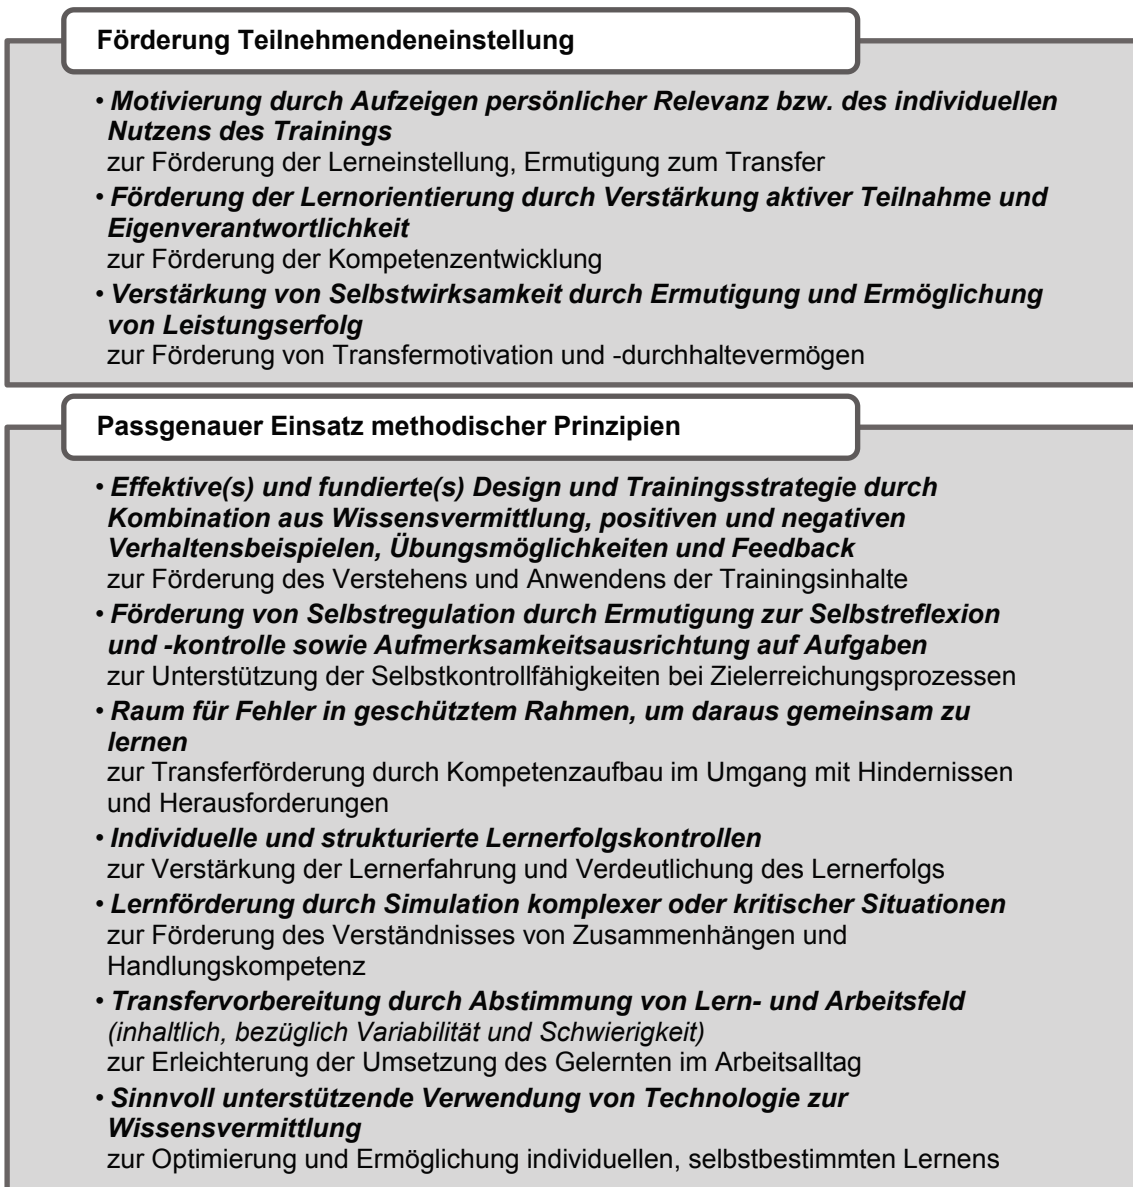 Förderung Teilnehmendeneinstellung
• Motivierung durch Aufzeigen persönlicher Relevanz bzw. des individuellen
Nutzens des Trainings
zur Förderung der Lerneinstellung, Ermutigung zum Transfer
• Förderung der Lernorientierung durch Verstärkung aktiver Teilnahme und
Eigenverantwortlichkeit
zur Förderung der Kompetenzentwicklung
• Verstärkung von Selbstwirksamkeit durch Ermutigung und Ermöglichung
von Leistungserfolg
zur Förderung von Transfermotivation und -durchhaltevermögen
Passgenauer Einsatz methodischer Prinzipien
• Effektive(s) und fundierte(s) Design und Trainingsstrategie durch
Kombination aus Wissensvermittlung, positiven und negativen
Verhaltensbeispielen, Übungsmöglichkeiten und Feedback
zur Förderung des Verstehens und Anwendens der Trainingsinhalte
• Förderung von Selbstregulation durch Ermutigung zur Selbstreflexion
und -kontrolle sowie Aufmerksamkeitsausrichtung auf Aufgaben
zur Unterstützung der Selbstkontrollfähigkeiten bei Zielerreichungsprozessen
• Raum für Fehler in geschütztem Rahmen, um daraus gemeinsam zu
lernen
zur Transferförderung durch Kompetenzaufbau im Umgang mit Hindernissen
und Herausforderungen
• Individuelle und strukturierte Lernerfolgskontrollen
zur Verstärkung der Lernerfahrung und Verdeutlichung des Lernerfolgs
• Lernförderung durch Simulation komplexer oder kritischer Situationen
zur Förderung des Verständnisses von Zusammenhängen und
Handlungskompetenz
• Transfervorbereitung durch Abstimmung von Lern- und Arbeitsfeld
(inhaltlich, bezüglich Variabilität und Schwierigkeit)
zur Erleichterung der Umsetzung des Gelernten im Arbeitsalltag
• Sinnvoll unterstützende Verwendung von Technologie zur
Wissensvermittlung
zur Optimierung und Ermöglichung individuellen, selbstbestimmten Lernens